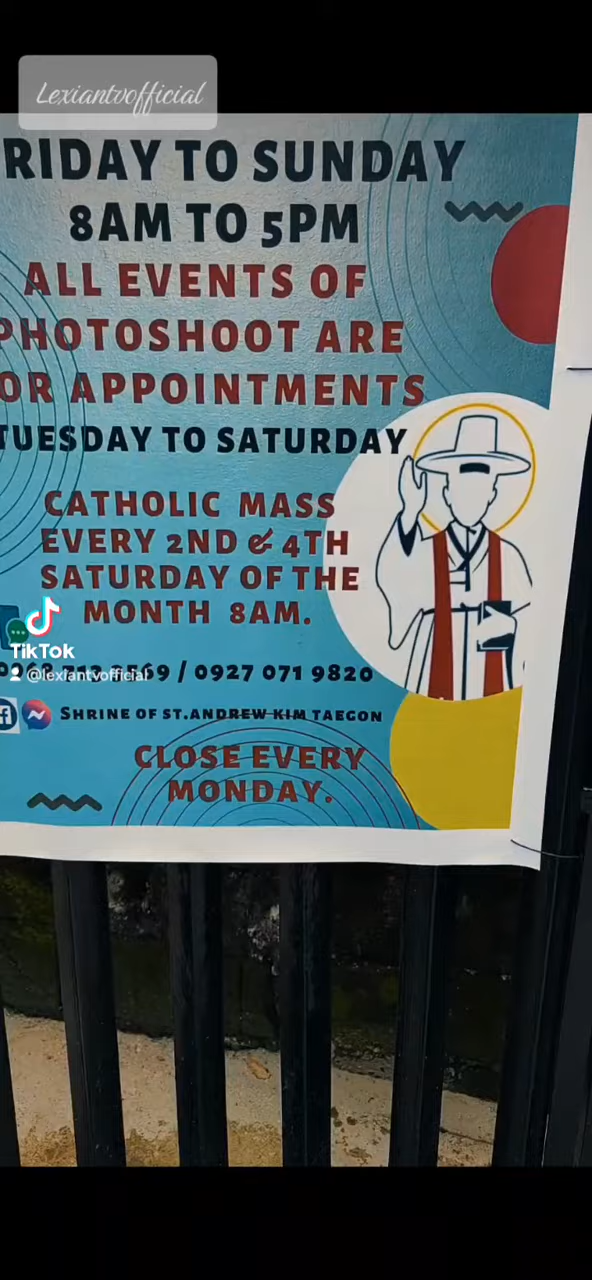 Lexiantvofficial
RIDAY TO SUNDAY
8AM TO 5PM
ALL EVENTS OF
PHOTOSHOOT ARE
OR APPOINTMENTS
TUESDAY TO SATURDAY
CATHOLIC MASS
EVERY 2ND & 4TH
SATURDAY OF THE
MONTH 8AM.
TikTok
@lexiantvofficial
/ 0927 071 9820
SHRINE OF ST.ANDREW KIM TAEGON
CLOSE EVERY
MONDAY.